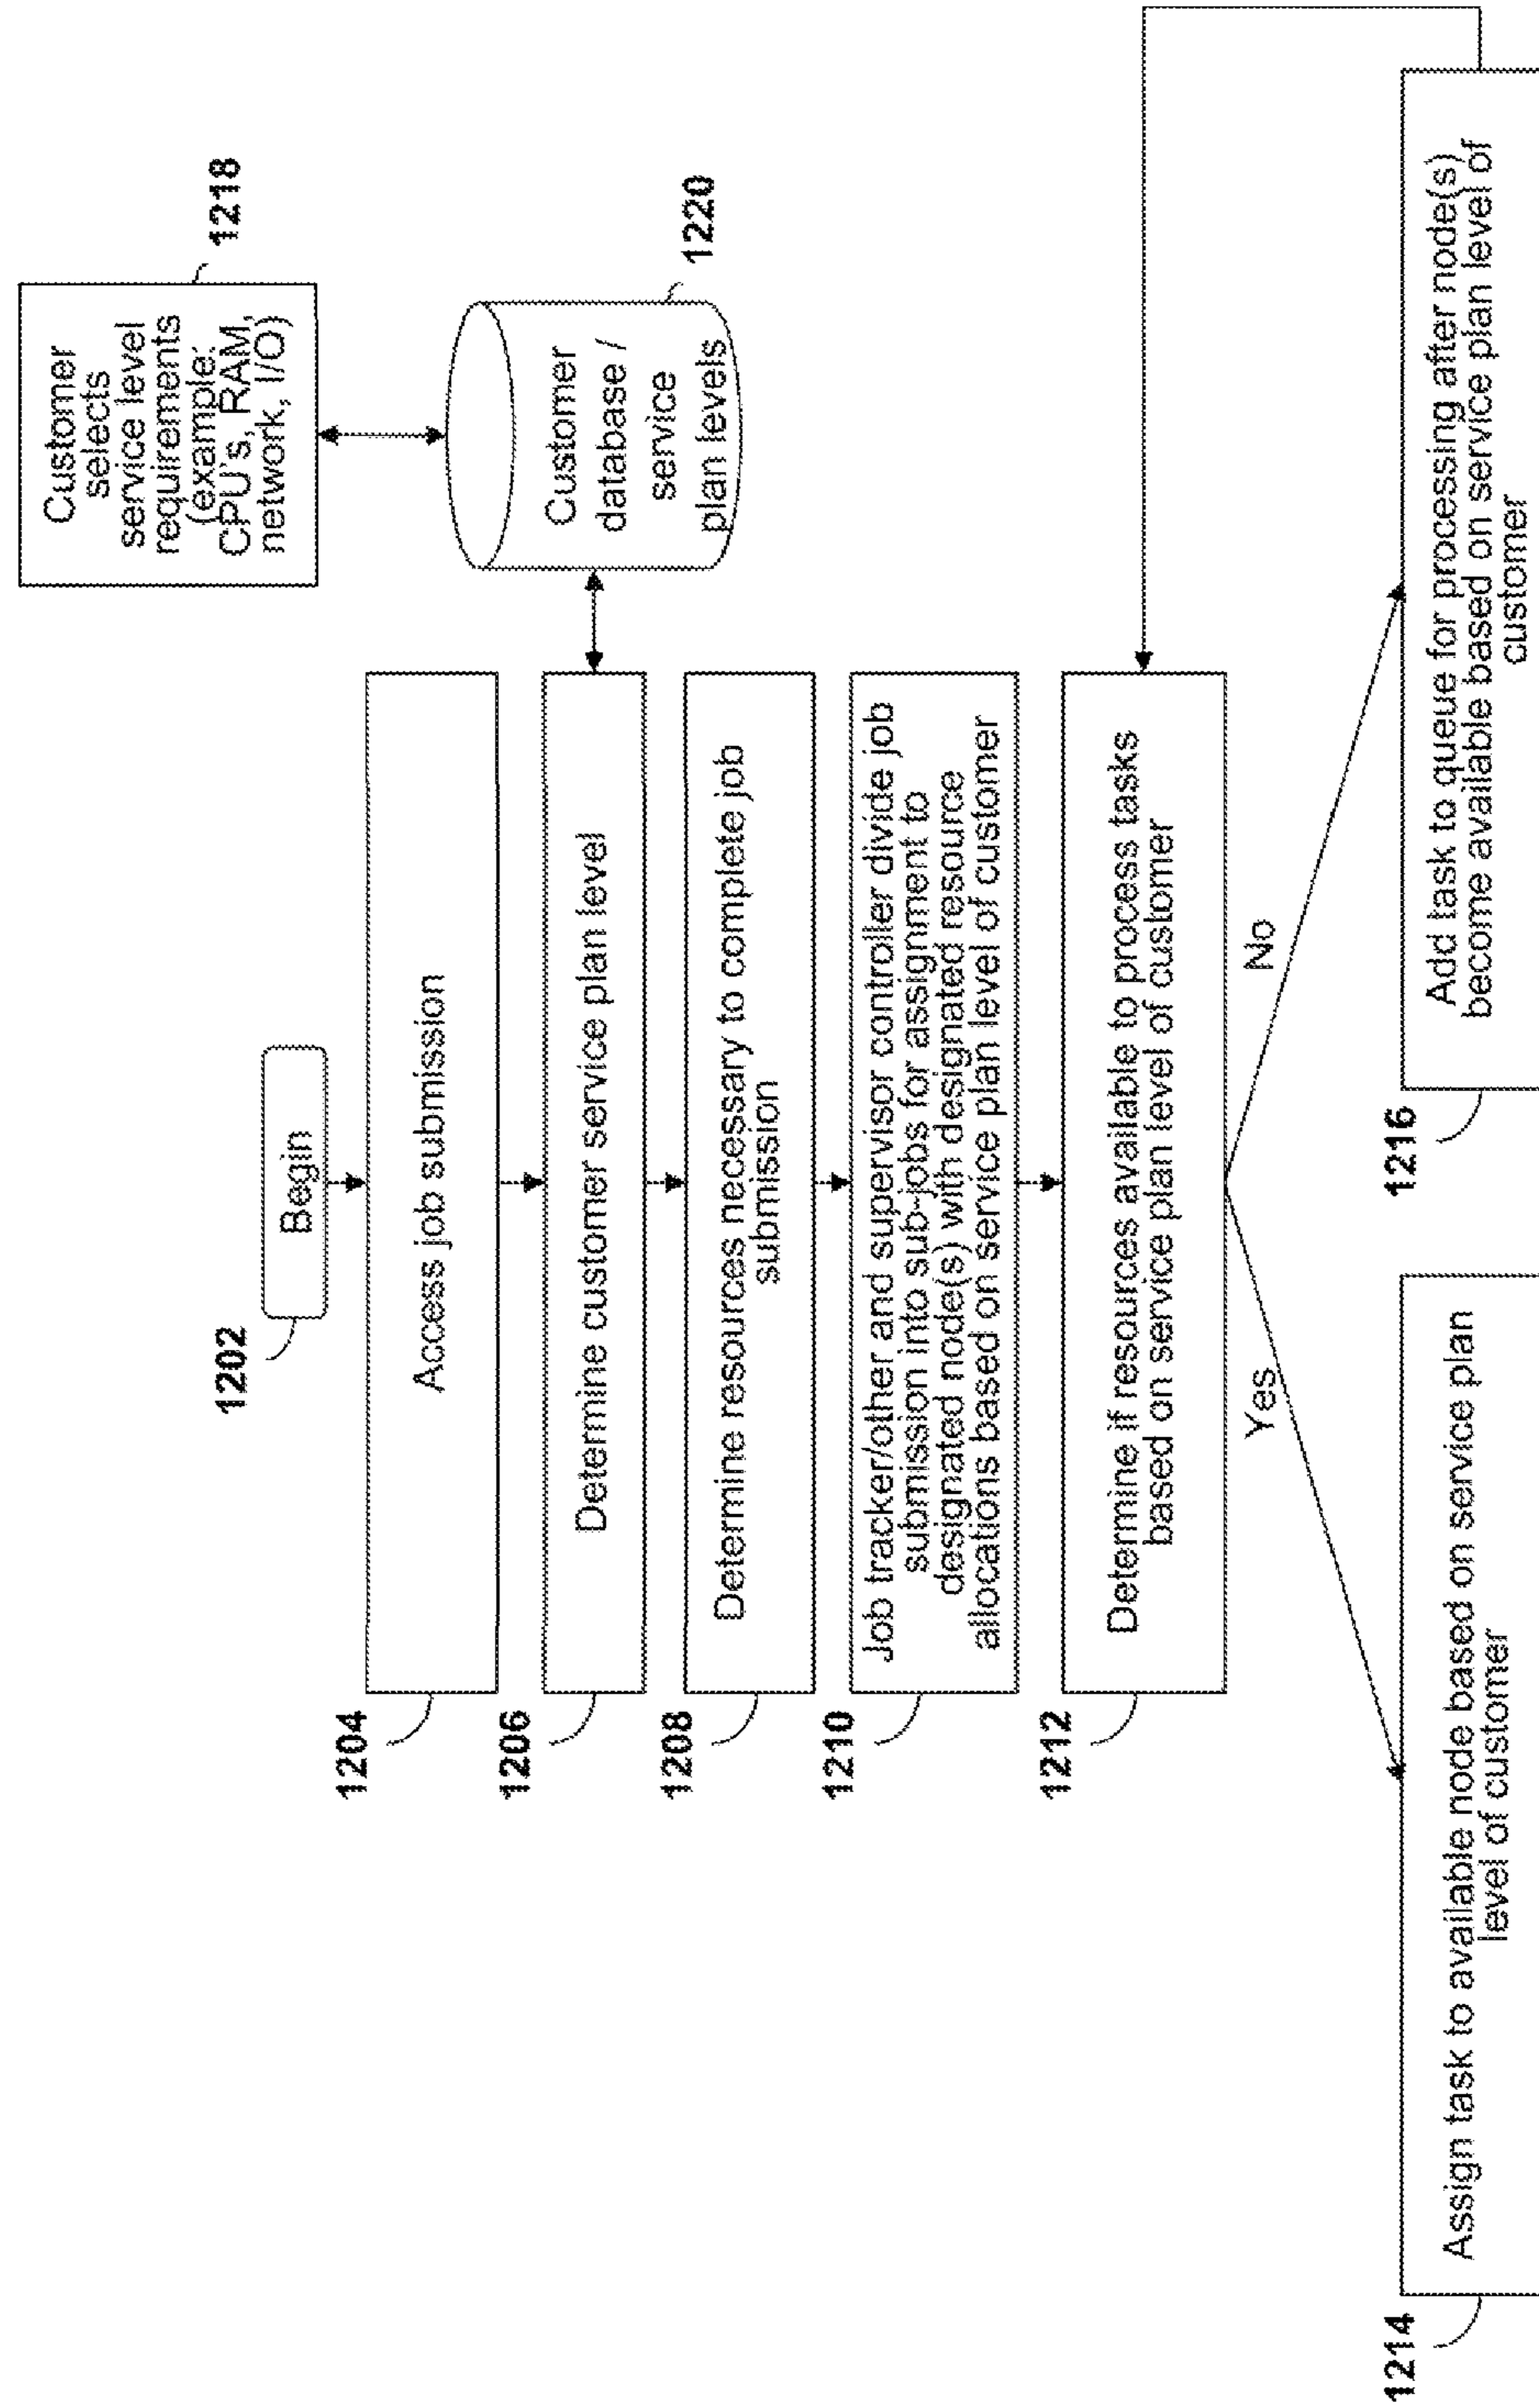 1202
Begin
1218
Customer
selects
service level
requirements
(example:
CPU's, RAM,
network, I/O)
1204
Access job submission
1220
Customer
database /
service
plan levels
1206
Determine customer service plan level
1208
Determine resources necessary to complete job
submission
1210
Job tracker/other and supervisor controller divide job
submission into sub-jobs for assignment to
designated node(s) with designated resource
allocations based on service plan level of customer
1212
Determine if resources available to process tasks
based on service plan level of customer
Yes
No
1214
Assign task to available node based on service plan
level of customer
1216
Add task to queue for processing after node(s)
become available based on service plan level of
customer